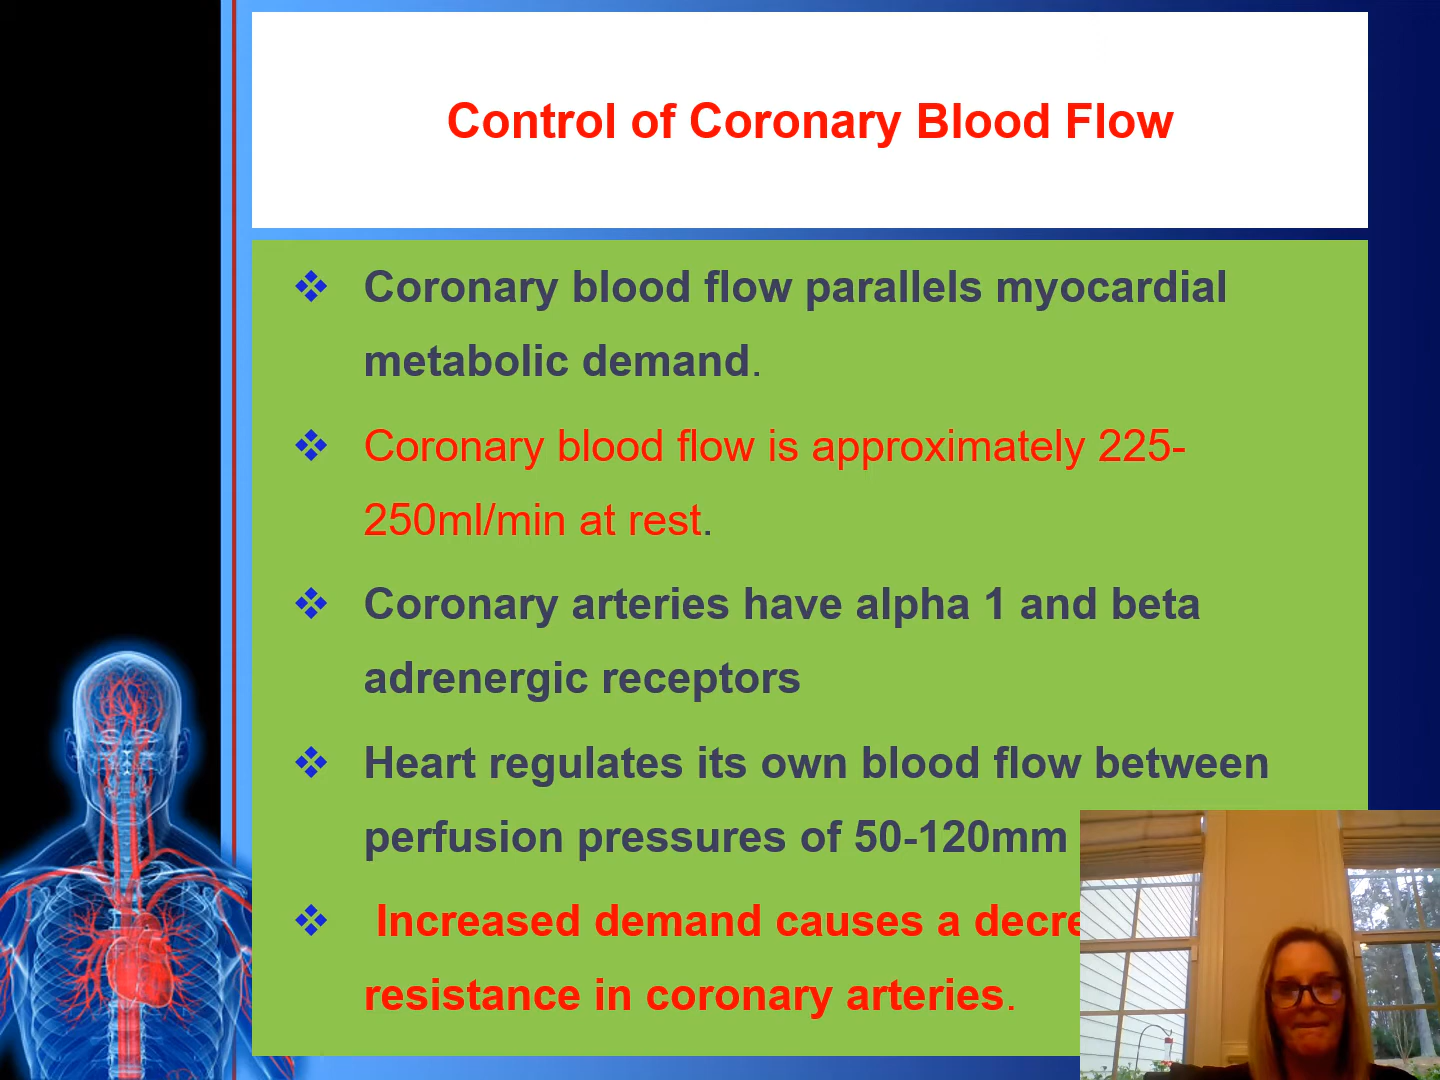 Control of Coronary Blood Flow
Coronary blood flow parallels myocardial
metabolic demand.
Coronary blood flow is approximately 225-
250ml/min at rest.
Coronary arteries have alpha 1 and beta
adrenergic receptors
Heart regulates its own blood flow between
perfusion pressures of 50-120mm
Increased demand causes a
resistance in coronary arteries.